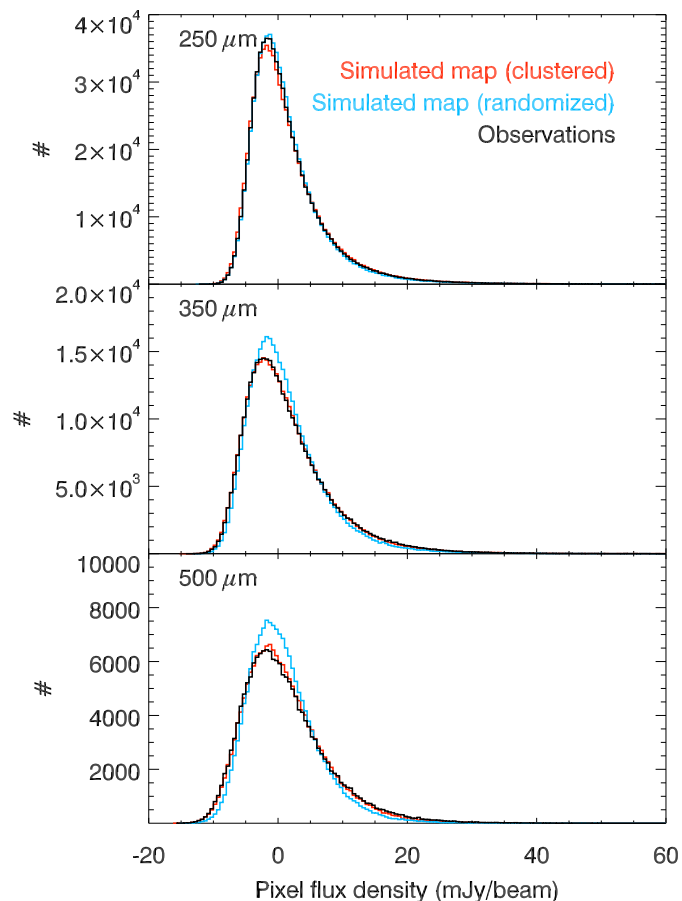 4×10⁴
250 μm
Simulated map (clustered)
3×10⁴
Simulated map (randomized)
Observations
#
2×10⁴
1×10⁴
2.0×10⁴
350 μm
1.5×10⁴
#
1.0×10⁴
5.0×10³
10000
500 μm
8000
6000
#
4000
2000
-20 0 20 40 60
Pixel flux density (mJy/beam)